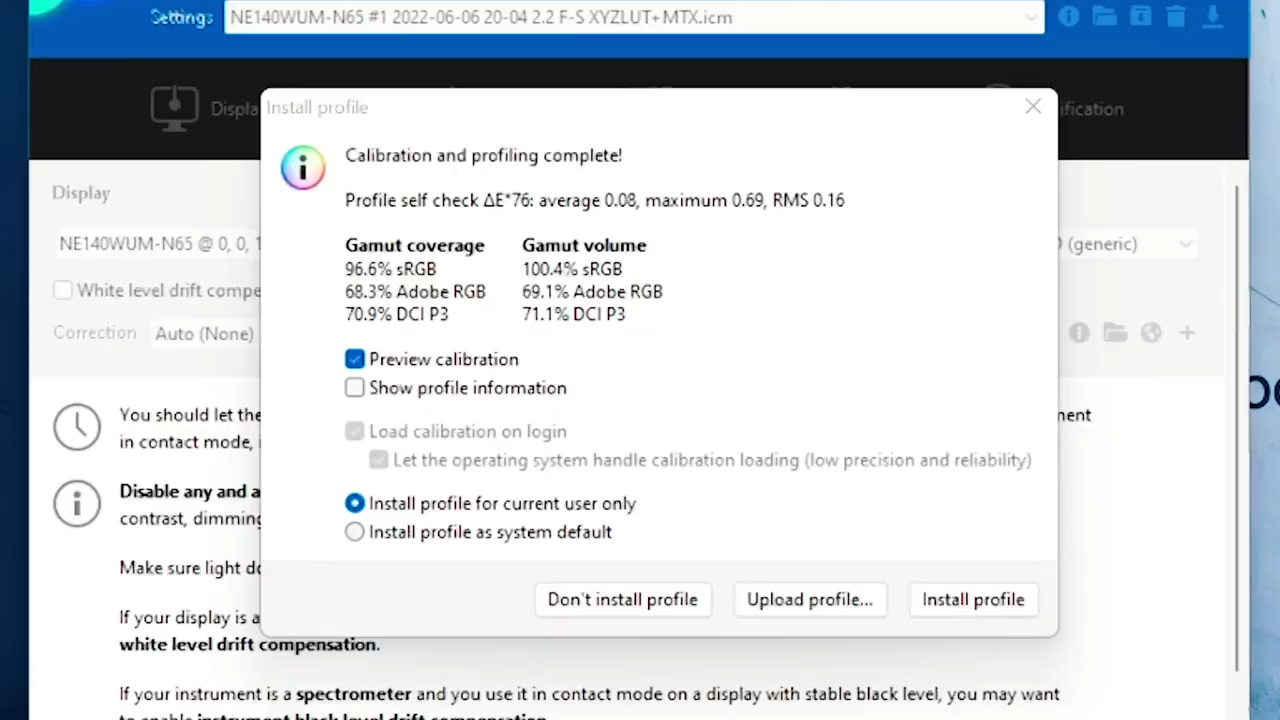 Settings NE140WUM-N65 #1 2022-06-06 20-04 2.2 F-S XYZLUT+MTX.icm
Install profile
Calibration and profiling complete!
Profile self check ΔE*76: average 0.08, maximum 0.69, RMS 0.16
Gamut coverage Gamut volume
96.6% sRGB 100.4% sRGB
68.3% Adobe RGB 69.1% Adobe RGB
70.9% DCI P3 71.1% DCI P3
Preview calibration
Show profile information
Load calibration on login
Let the operating system handle calibration loading (low precision and reliability)
Install profile for current user only
Install profile as system default
Don't install profile Upload profile... Install profile
Display
NE140WUM-N65 @ 0, 0, (generic)
White level drift
Correction Auto (None)
You should let the
in contact mode,
Disable any and
contrast,
Make sure light
If your display is a
white level drift compensation.
If your instrument is a spectrometer and you use it in contact mode on a display with stable black level, you may want
to enable instrument black level drift compensation.